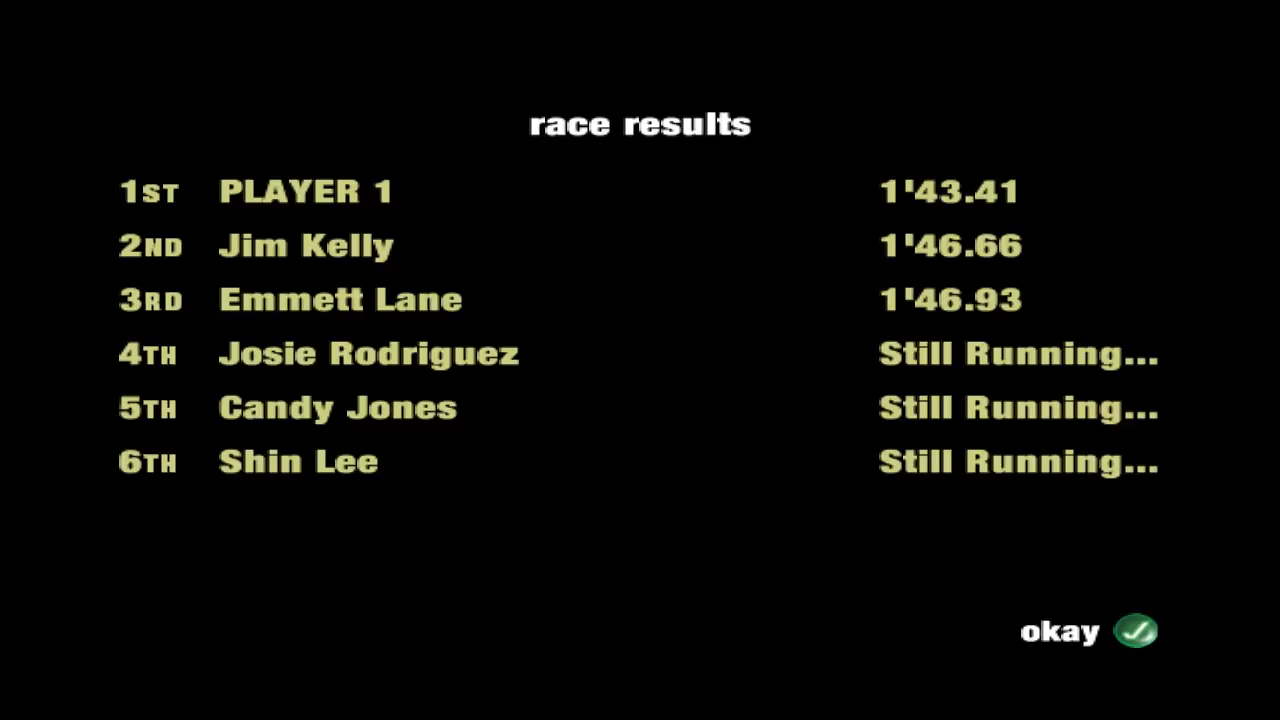 race results
1ST PLAYER 1 1'43.41
2ND Jim Kelly 1'46.66
3RD Emmett Lane 1'46.93
4TH Josie Rodriguez Still Running...
5TH Candy Jones Still Running...
6TH Shin Lee Still Running...
okay